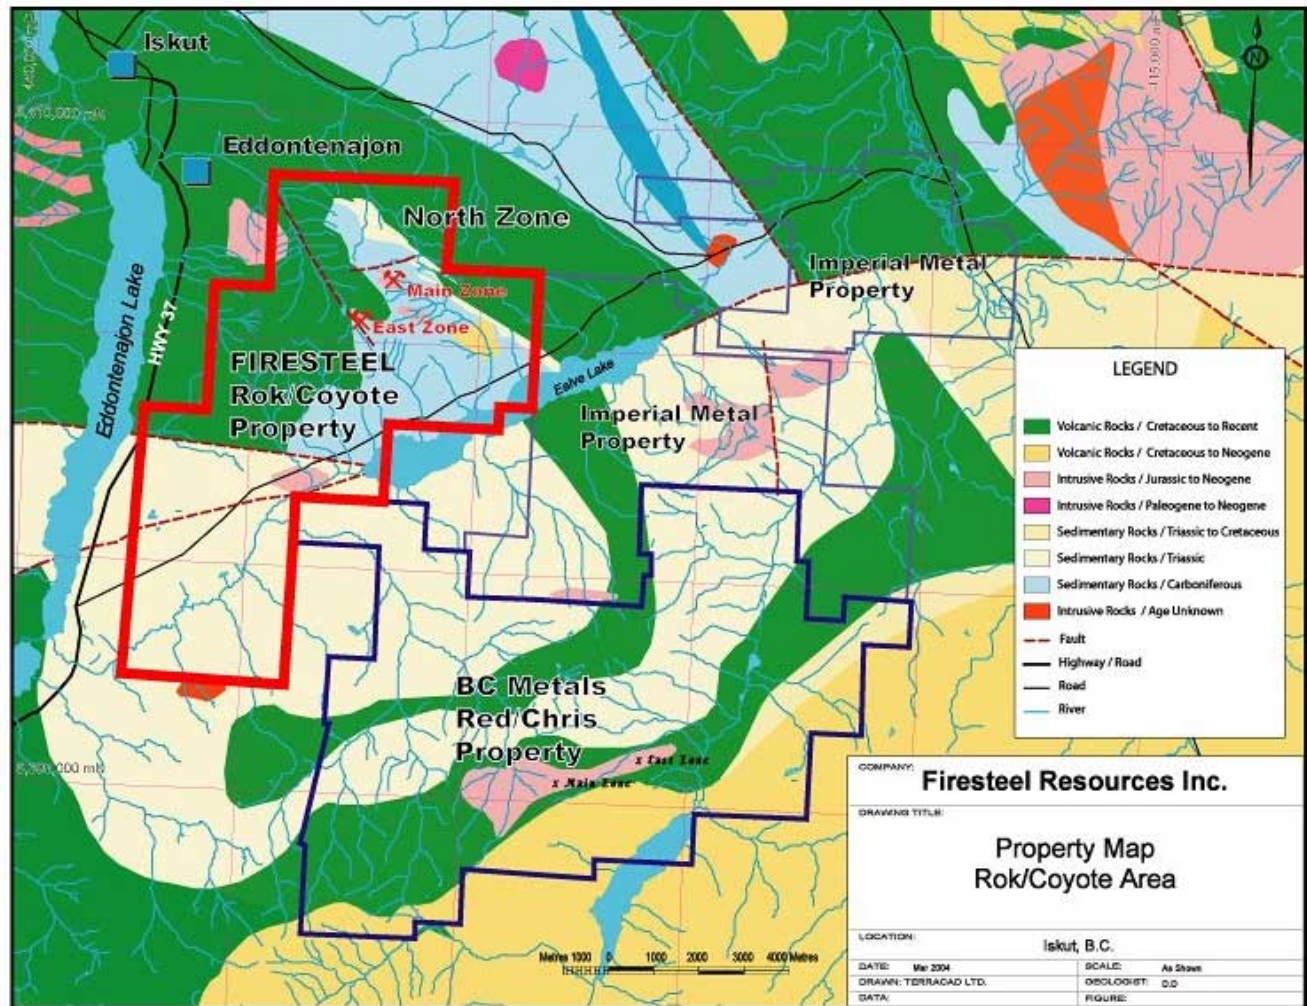 Iskut
Eddontenajon
North Zone
Main Zone
East Zone
FIRESTEEL
Rok/Coyote
Property
Eddontenajon Lake
HWY 37
Ealve Lake
Imperial Metal
Property
Imperial Metal
Property
BC Metals
Red/Chris
Property
x East Zone
x Main Zone
LEGEND
Volcanic Rocks / Cretaceous to Recent
Volcanic Rocks / Cretaceous to Neogene
Intrusive Rocks / Jurassic to Neogene
Intrusive Rocks / Paleogene to Neogene
Sedimentary Rocks / Triassic to Cretaceous
Sedimentary Rocks / Triassic
Sedimentary Rocks / Carboniferous
Intrusive Rocks / Age Unknown
Fault
Highway / Road
Road
River
N
Metres 1000 0 1000 2000 3000 4000 Metres
COMPANY:
Firesteel Resources Inc.
DRAWING TITLE:
Property Map
Rok/Coyote Area
LOCATION:
Iskut, B.C.
DATE: Mar 2004
SCALE: As Shown
DRAWN: TERRACAD LTD.
GEOLOGIST: D.D
DATA:
FIGURE: